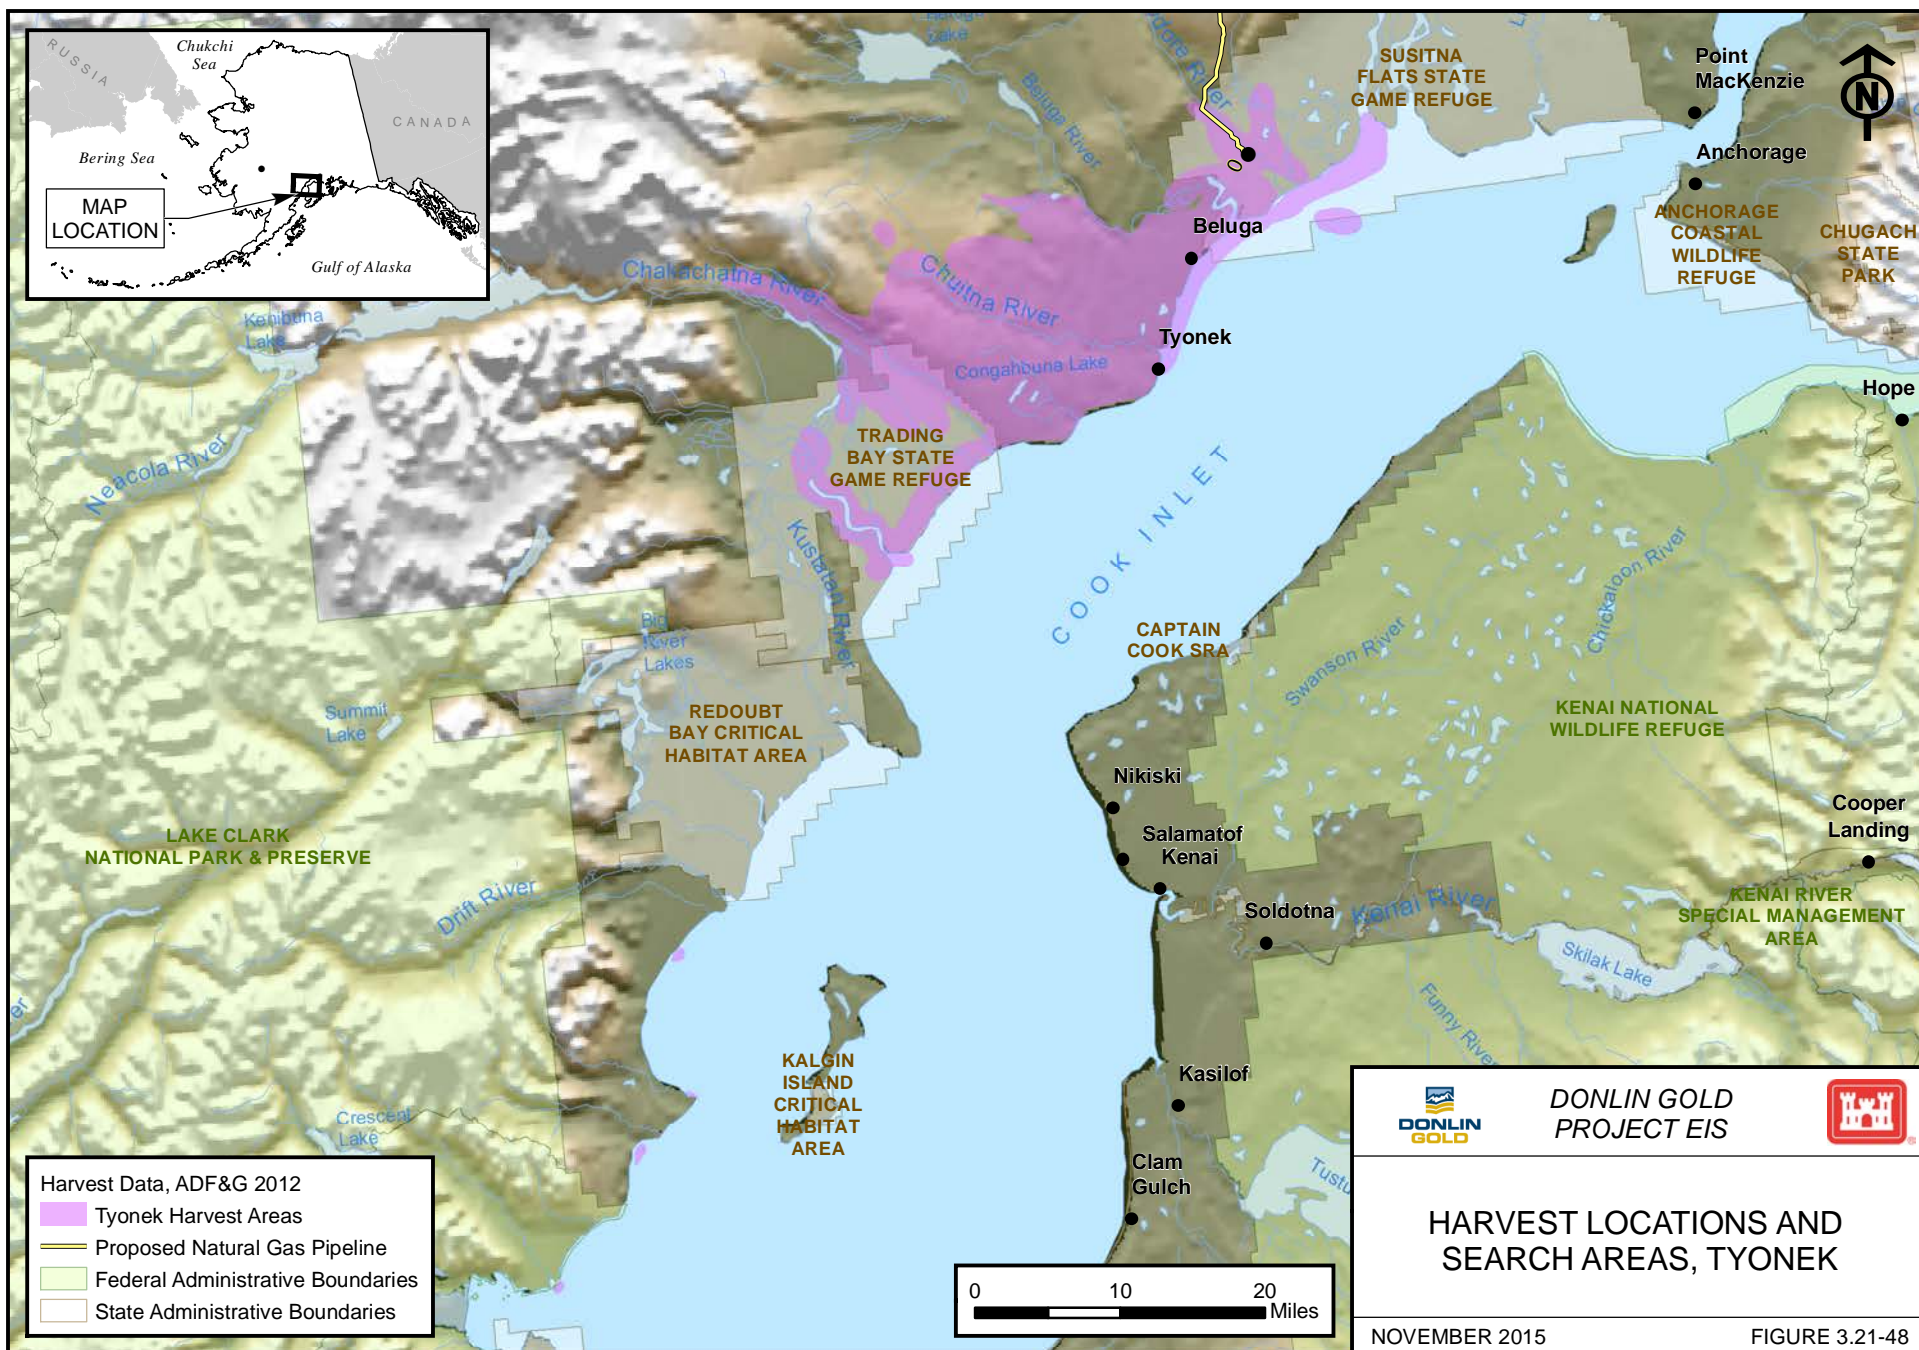 RUSSIA
Chukchi
Sea
CANADA
Bering Sea
MAP
LOCATION
Gulf of Alaska
Lake
Beluga River
River
SUSITNA
FLATS STATE
GAME REFUGE
Point
MacKenzie
N
Anchorage
ANCHORAGE
COASTAL
WILDLIFE
REFUGE
CHUGACH
STATE
PARK
Beluga
Chakachatna River
Chuitna River
Kenibuna
Lake
Tyonek
Congahbuna Lake
Hope
Neacola River
TRADING
BAY STATE
GAME REFUGE
COOK INLET
Kustatan River
Chickaloon River
Big
River
Lakes
CAPTAIN
COOK SRA
Swanson River
Summit
Lake
REDOUBT
BAY CRITICAL
HABITAT AREA
KENAI NATIONAL
WILDLIFE REFUGE
Nikiski
Salamatof
Kenai
Cooper
Landing
LAKE CLARK
NATIONAL PARK & PRESERVE
Drift River
Soldotna
Kenai River
KENAI RIVER
SPECIAL MANAGEMENT
AREA
Skilak Lake
Funny River
KALGIN
ISLAND
CRITICAL
HABITAT
AREA
Kasilof
Crescent
Lake
Clam
Gulch
Tustu
Harvest Data, ADF&G 2012
Tyonek Harvest Areas
Proposed Natural Gas Pipeline
Federal Administrative Boundaries
State Administrative Boundaries
0 10 20
Miles
DONLIN
GOLD
DONLIN GOLD
PROJECT EIS
HARVEST LOCATIONS AND
SEARCH AREAS, TYONEK
NOVEMBER 2015
FIGURE 3.21-48